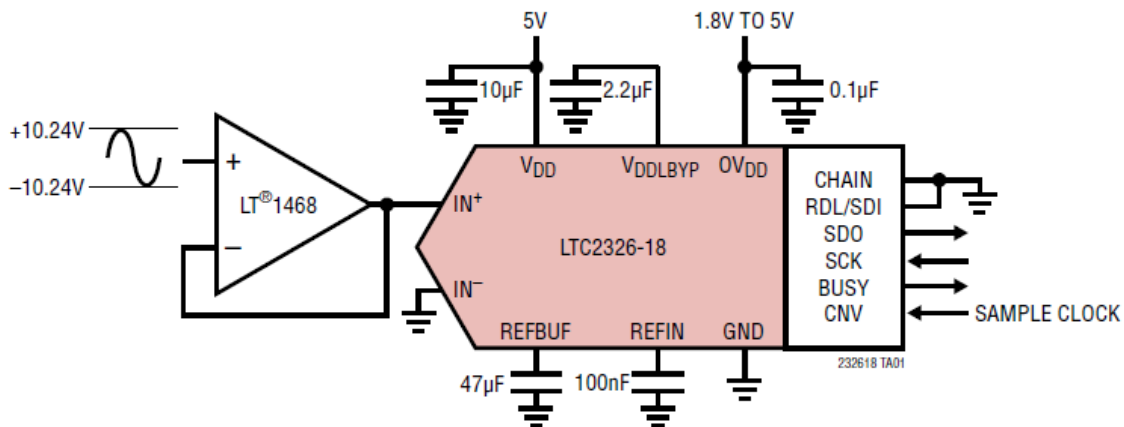 5V
1.8V TO 5V
10µF
2.2µF
0.1µF
+10.24V
–10.24V
+
–
LT®1468
VDD
VDDLBYP
OVDD
IN+
IN–
LTC2326-18
REFBUF
REFIN
GND
CHAIN
RDL/SDI
SDO
SCK
BUSY
CNV
SAMPLE CLOCK
232618 TA01
47µF
100nF